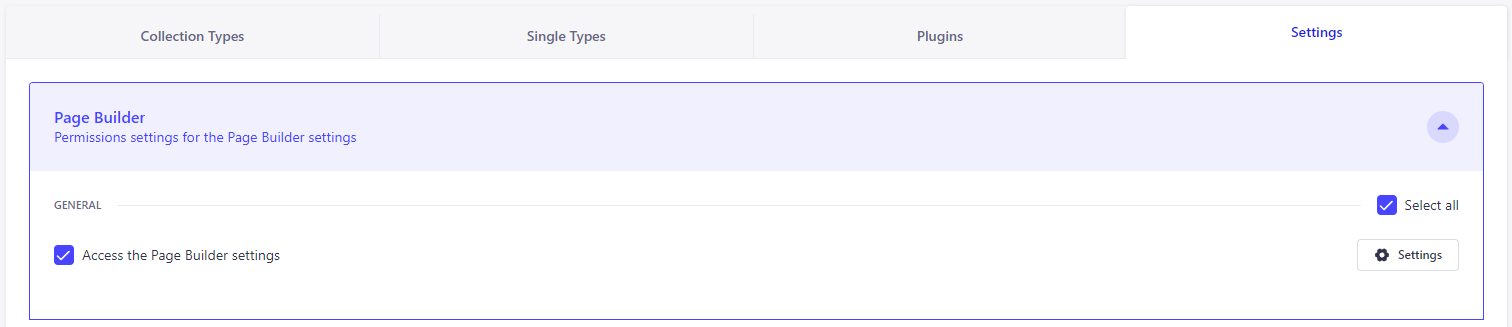 Collection Types
Single Types
Plugins
Settings
Page Builder
Permissions settings for the Page Builder settings
GENERAL
Select all
Access the Page Builder settings
Settings